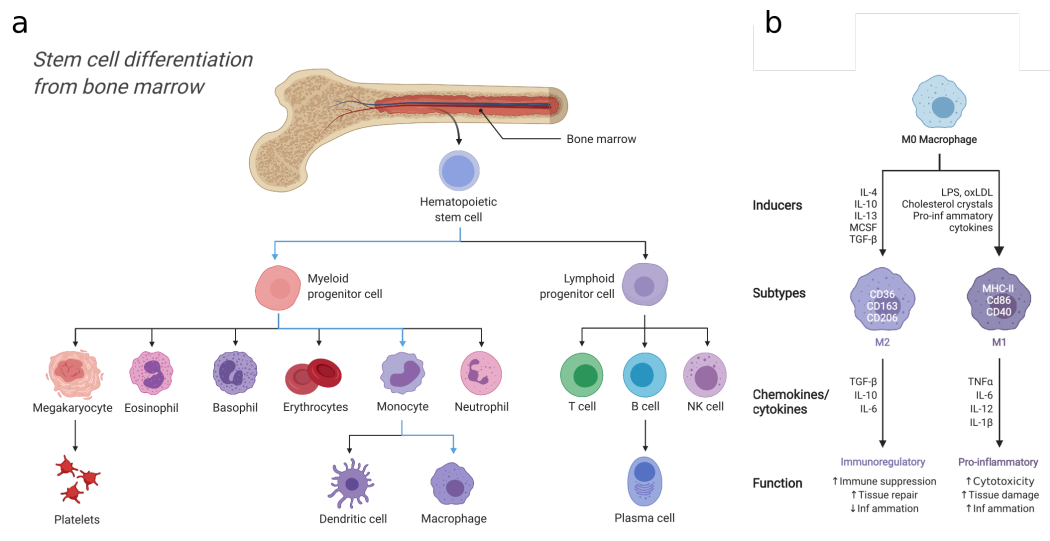 a
Stem cell differentiation
from bone marrow
Bone marrow
Hematopoietic
stem cell
Myeloid
progenitor cell
Lymphoid
progenitor cell
Megakaryocyte
Eosinophil
Basophil
Erythrocytes
Monocyte
Neutrophil
T cell
B cell
NK cell
Platelets
Dendritic cell
Macrophage
Plasma cell
b
M0 Macrophage
Inducers
IL-4
IL-10
IL-13
MCSF
TGF-β
LPS, oxLDL
Cholesterol crystals
Pro-inf ammatory
cytokines
Subtypes
CD36
CD163
CD206
M2
MHC-II
Cd86
CD40
M1
Chemokines/
cytokines
TGF-β
IL-10
IL-6
TNFα
IL-6
IL-12
IL-1β
Function
Immunoregulatory
↑Immune suppression
↑Tissue repair
↓Inf ammation
Pro-inflammatory
↑Cytotoxicity
↑Tissue damage
↑Inf ammation